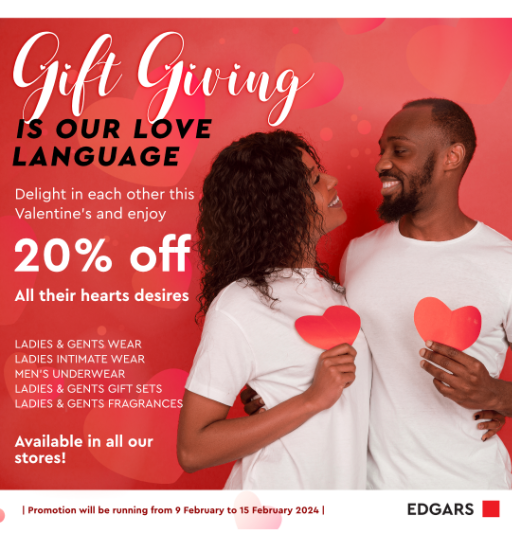 Gift Giving
IS OUR LOVE
LANGUAGE
Delight in each other this
Valentine's and enjoy
20% off
All their hearts desires
LADIES & GENTS WEAR
LADIES INTIMATE WEAR
MEN'S UNDERWEAR
LADIES & GENTS GIFT SETS
LADIES & GENTS FRAGRANCES
Available in all our
stores!
| Promotion will be running from 9 February to 15 February 2024 |
EDGARS